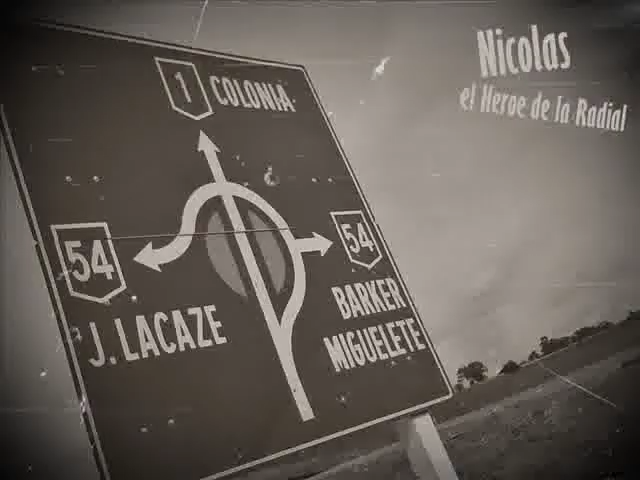 Nicolas
el Heroe de la Radial
1 COLONIA
54
54
J. LACAZE
BARKER
MIGUELETE